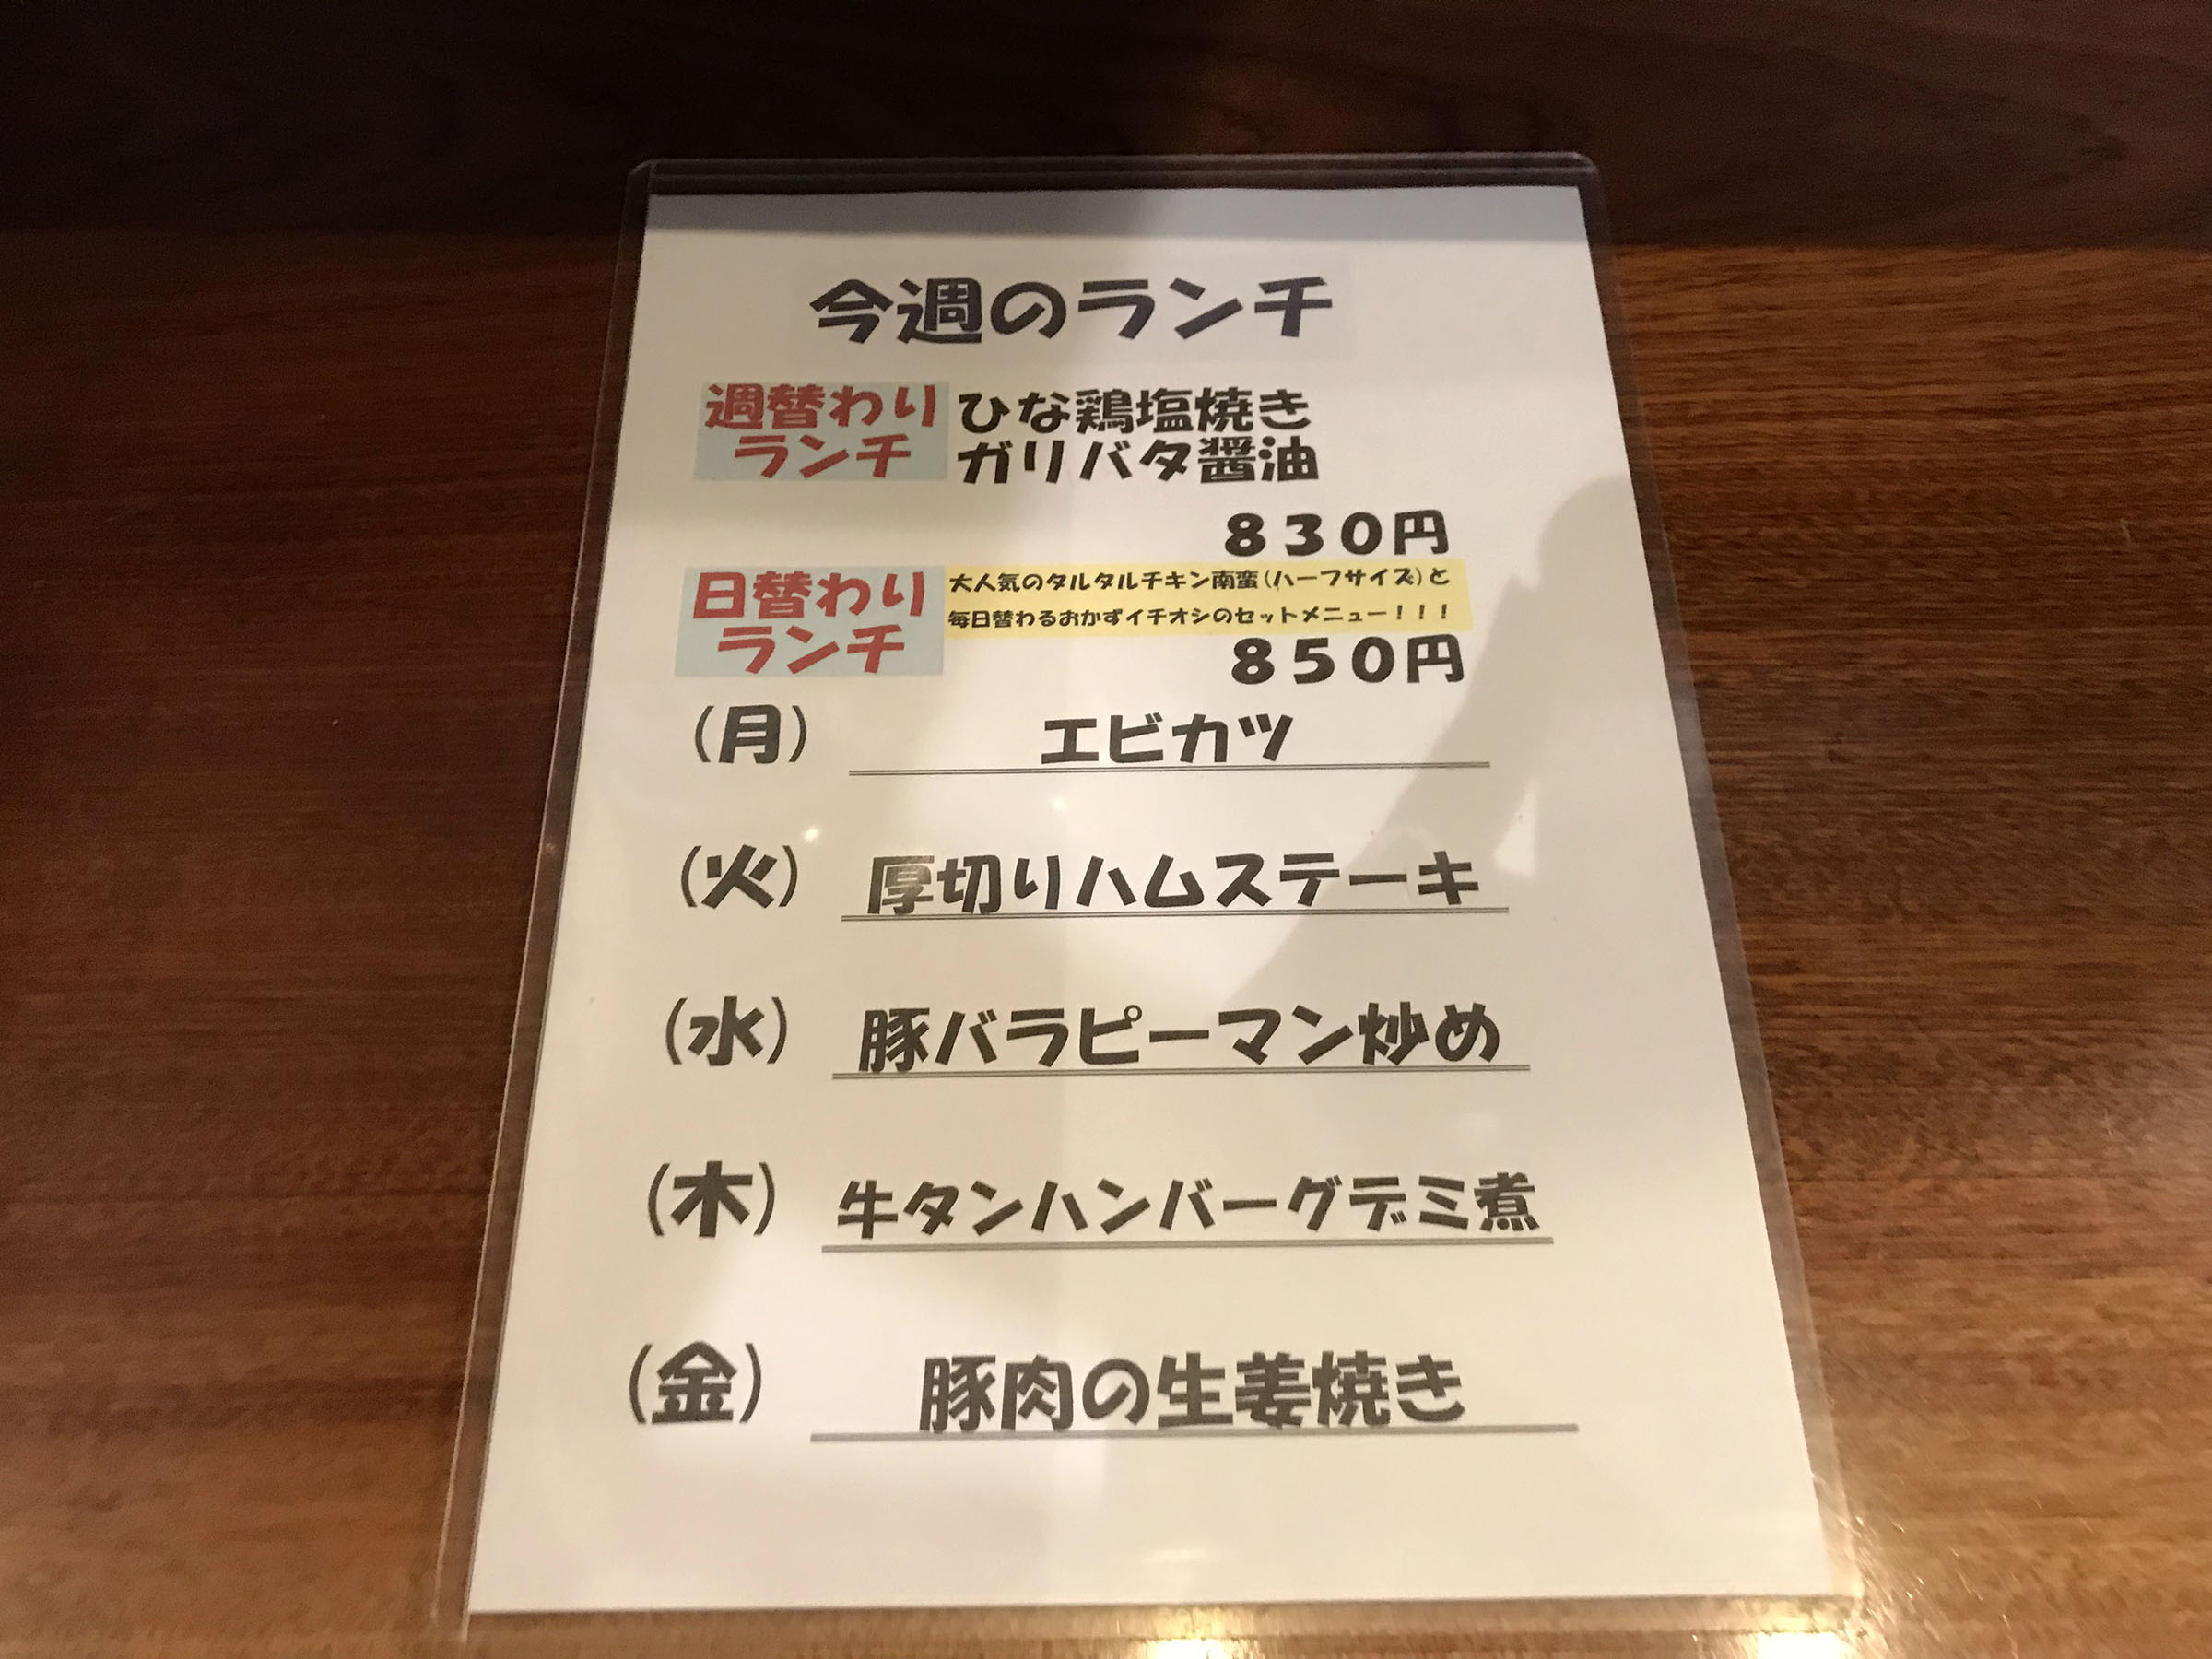 今週のランチ
週替わり
ランチ
ひな鶏塩焼き
ガリバタ醤油
830円
日替わり
ランチ
大人気のタルタルチキン南蛮(ハーフサイズ)と
毎日替わるおかずイチオシのセットメニュー!!!
850円
(月) エビカツ
(火) 厚切りハムステーキ
(水) 豚バラピーマン炒め
(木) 牛タンハンバーグデミ煮
(金) 豚肉の生姜焼き